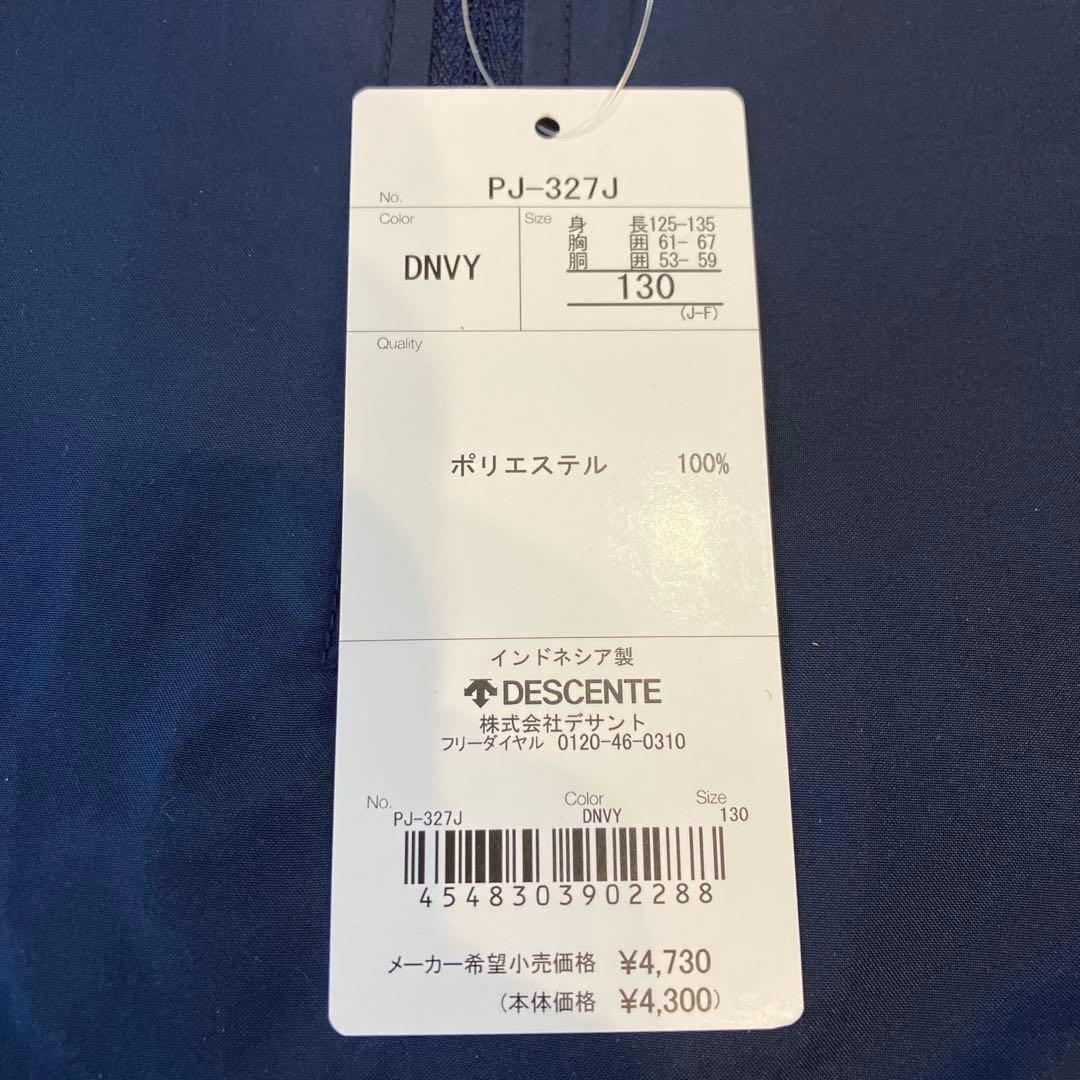 No. PJ-327J
Color
DNVY
Size
身 長125-135
胸 囲 61- 67
胴 囲 53- 59
130
(J-F)
Quality
ポリエステル 100%
インドネシア製
DESCENTE
株式会社デサント
フリーダイヤル 0120-46-0310
No. Color Size
PJ-327J DNVY 130
4548303902288
メーカー希望小売価格 ¥4,730
(本体価格 ¥4,300)